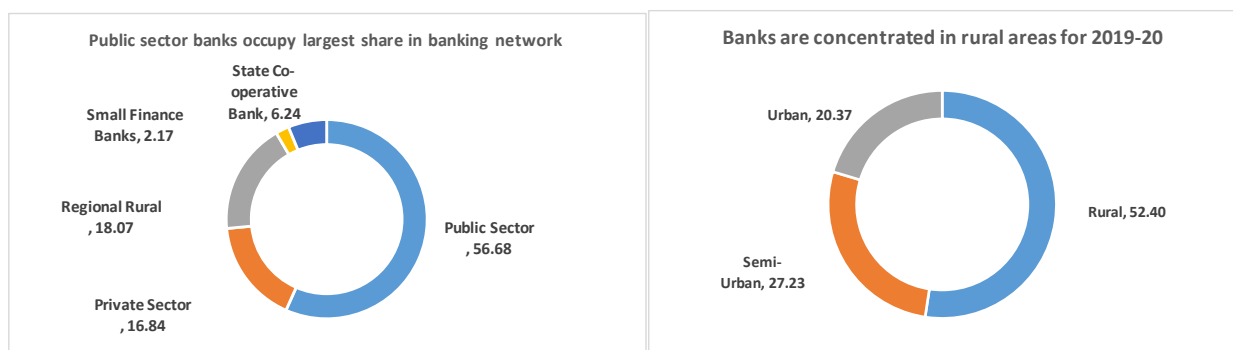 Public sector banks occupy largest share in banking network
State Co-
operative
Bank, 6.24
Small Finance
Banks, 2.17
Regional Rural
, 18.07
Public Sector
, 56.68
Private Sector
, 16.84
Banks are concentrated in rural areas for 2019-20
Urban, 20.37
Rural, 52.40
Semi-
Urban, 27.23